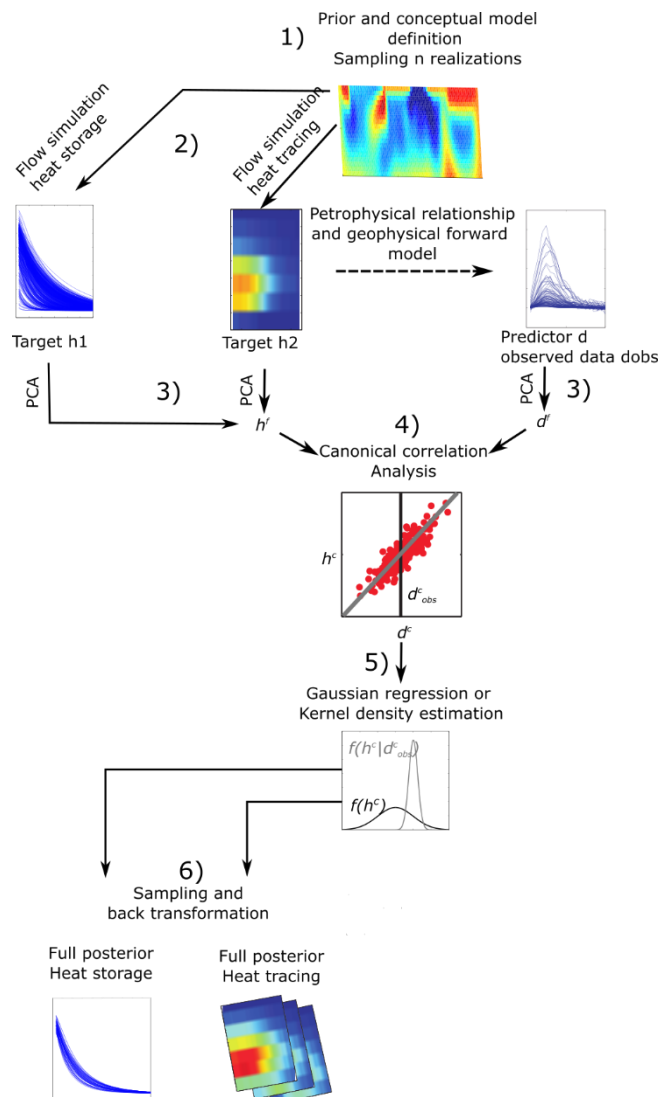 1)
Prior and conceptual model
definition
Sampling n realizations
Flow simulation
heat storage
2)
Flow simulation
heat tracing
Petrophysical relationship
and geophysical forward
model
Target h1
Target h2
Predictor d
observed data dobs
PCA
3)
PCA
PCA
3)
hᶠ
dᶠ
4)
Canonical correlation
Analysis
hᶜ
dᶜobs
dᶜ
5)
Gaussian regression or
Kernel density estimation
f(hᶜ|dᶜobs)
f(hᶜ)
6)
Sampling and
back transformation
Full posterior
Heat storage
Full posterior
Heat tracing